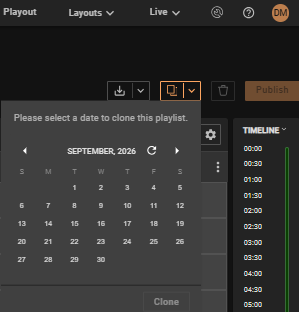 Playout Layouts Live DM
Publish
Please select a date to clone this playlist.
SEPTEMBER, 2026
S M T W T F S
1 2 3 4 5
6 7 8 9 10 11 12
13 14 15 16 17 18 19
20 21 22 23 24 25 26
27 28 29 30
Clone
TIMELINE
00:00
00:30
01:00
01:30
02:00
02:30
03:00
03:30
04:00
04:30
05:00